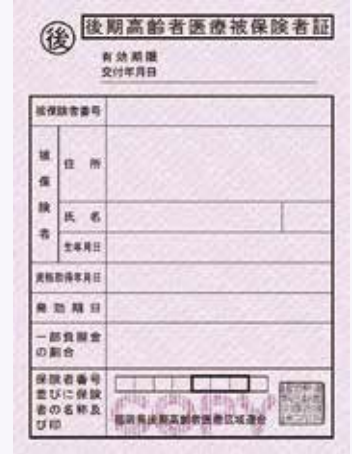 後
後期高齢者医療被保険者証
有効期限
交付年月日
被保険者番号
被保険者
住所
氏名
生年月日
資格取得年月日
発効期日
一部負担金
の割合
保険者番号
並びに保険
者の名称及
び印
COPY
後期高齢者医療広域連合